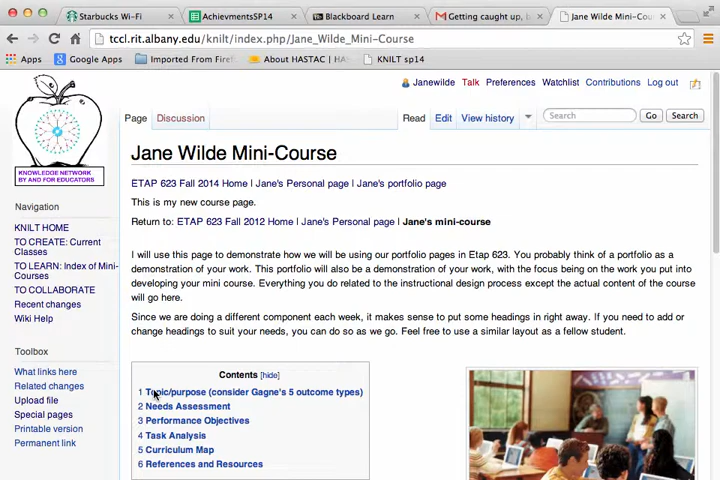 Starbucks Wi-Fi
AchievmentsSP14
Blackboard Learn
Getting caught up, b
Jane Wilde Mini-Cours
tccl.rit.albany.edu/knilt/index.php/Jane_Wilde_Mini-Course
Apps Google Apps Imported From Firef About HASTAC | HA KNILT sp14
Janewilde Talk Preferences Watchlist Contributions Log out
Page Discussion Read Edit View history Search Go Search
KNOWLEDGE NETWORK
BY AND FOR EDUCATORS
Navigation
KNILT HOME
TO CREATE: Current
Classes
TO LEARN: Index of Mini-
Courses
TO COLLABORATE
Recent changes
Wiki Help
Toolbox
What links here
Related changes
Upload file
Special pages
Printable version
Permanent link
Jane Wilde Mini-Course
ETAP 623 Fall 2014 Home | Jane's Personal page | Jane's portfolio page
This is my new course page.
Return to: ETAP 623 Fall 2012 Home | Jane's Personal page | Jane's mini-course
I will use this page to demonstrate how we will be using our portfolio pages in Etap 623. You probably think of a portfolio as a
demonstration of your work. This portfolio will also be a demonstration of your work, with the focus being on the work you put into
developing your mini course. Everything you do related to the instructional design process except the actual content of the course
will go here.
Since we are doing a different component each week, it makes sense to put some headings in right away. If you need to add or
change headings to suit your needs, you can do so as we go. Feel free to use a similar layout as a fellow student.
Contents [hide]
1 Topic/purpose (consider Gagne's 5 outcome types)
2 Needs Assessment
3 Performance Objectives
4 Task Analysis
5 Curriculum Map
6 References and Resources